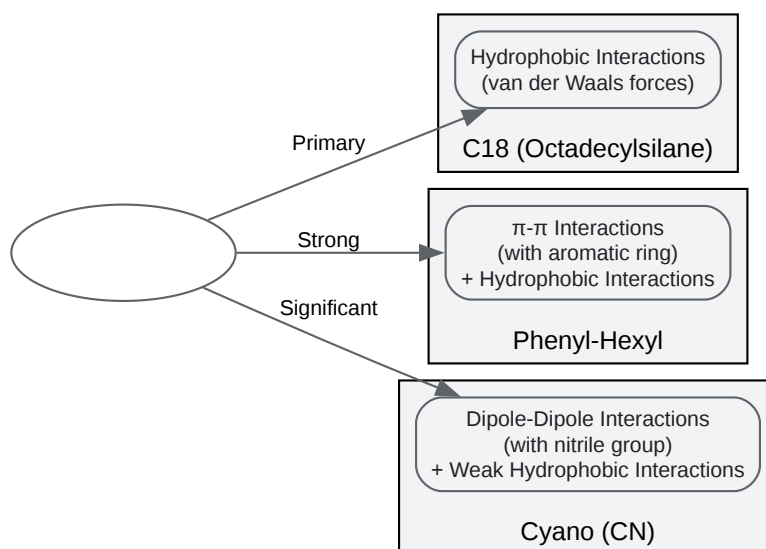 Hydrophobic Interactions
(van der Waals forces)
C18 (Octadecylsilane)
Primary
π-π Interactions
(with aromatic ring)
+ Hydrophobic Interactions
Phenyl-Hexyl
Strong
Significant
Dipole-Dipole Interactions
(with nitrile group)
+ Weak Hydrophobic Interactions
Cyano (CN)